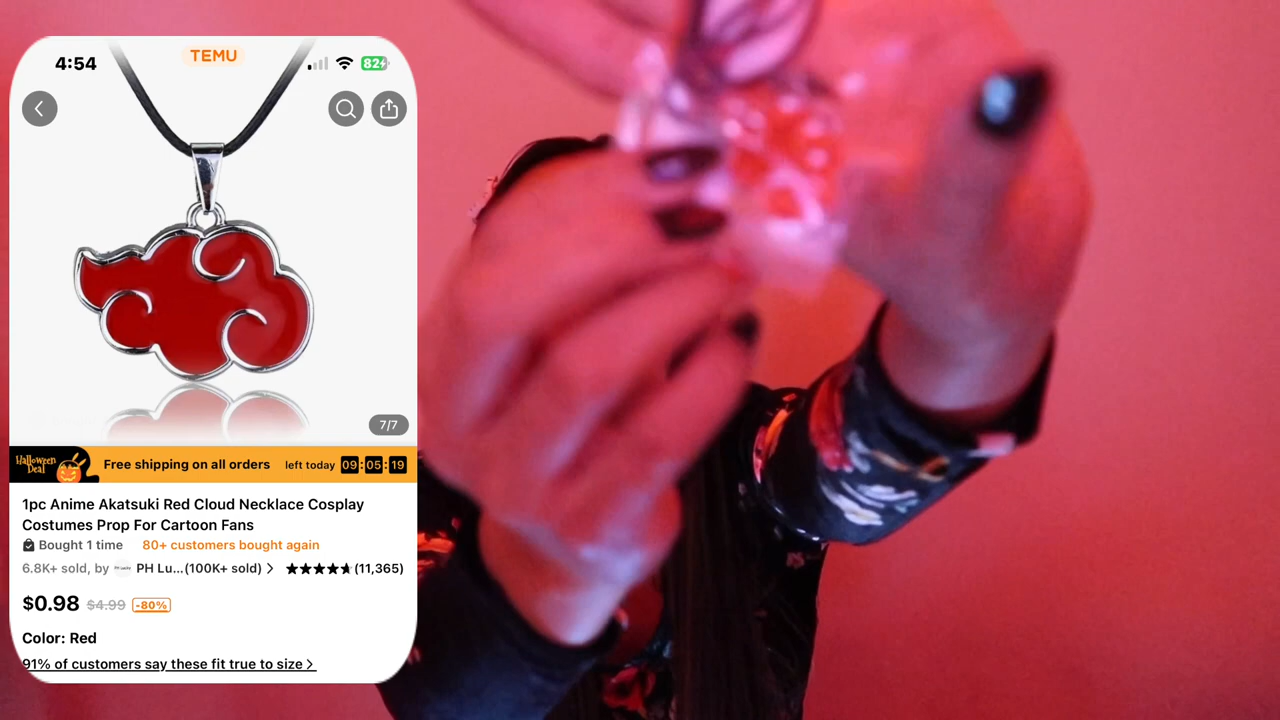 4:54
TEMU
82
7/7
Halloween Deal
Free shipping on all orders left today 09:05:19
1pc Anime Akatsuki Red Cloud Necklace Cosplay
Costumes Prop For Cartoon Fans
Bought 1 time 80+ customers bought again
6.8K+ sold, by PH Lu...(100K+ sold) > (11,365)
$0.98 $4.99 -80%
Color: Red
91% of customers say these fit true to size >